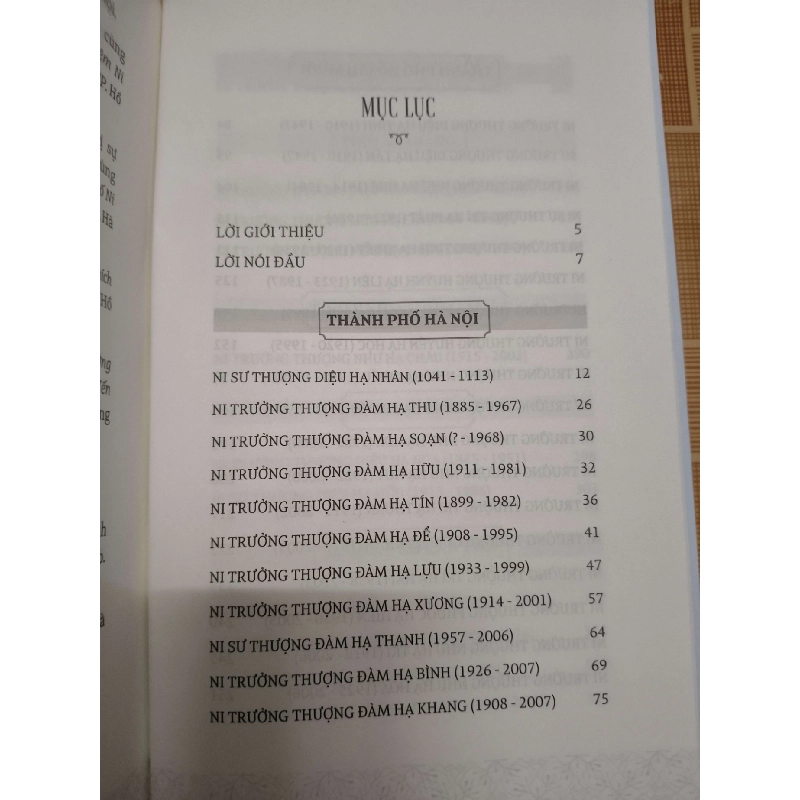 cùng
P. Hồ
sự
Hà
MỤC LỤC
LỜI GIỚI THIỆU 5
LỜI NÓI ĐẦU 7
THÀNH PHỐ HÀ NỘI
NI SƯ THƯỢNG DIỆU HẠ NHÂN (1041 - 1113) 12
NI TRƯỞNG THƯỢNG ĐÀM HẠ THU (1885 - 1967) 26
NI TRƯỞNG THƯỢNG ĐÀM HẠ SOẠN (? - 1968) 30
NI TRƯỞNG THƯỢNG ĐÀM HẠ HỮU (1911 - 1981) 32
NI TRƯỞNG THƯỢNG ĐÀM HẠ TÍN (1899 - 1982) 36
NI TRƯỞNG THƯỢNG ĐÀM HẠ ĐỂ (1908 - 1995) 41
NI TRƯỞNG THƯỢNG ĐÀM HẠ LỰU (1933 - 1999) 47
NI TRƯỞNG THƯỢNG ĐÀM HẠ XƯƠNG (1914 - 2001) 57
NI SƯ THƯỢNG ĐÀM HẠ THANH (1957 - 2006) 64
NI TRƯỞNG THƯỢNG ĐÀM HẠ BÌNH (1926 - 2007) 69
NI TRƯỞNG THƯỢNG ĐÀM HẠ KHANG (1908 - 2007) 75